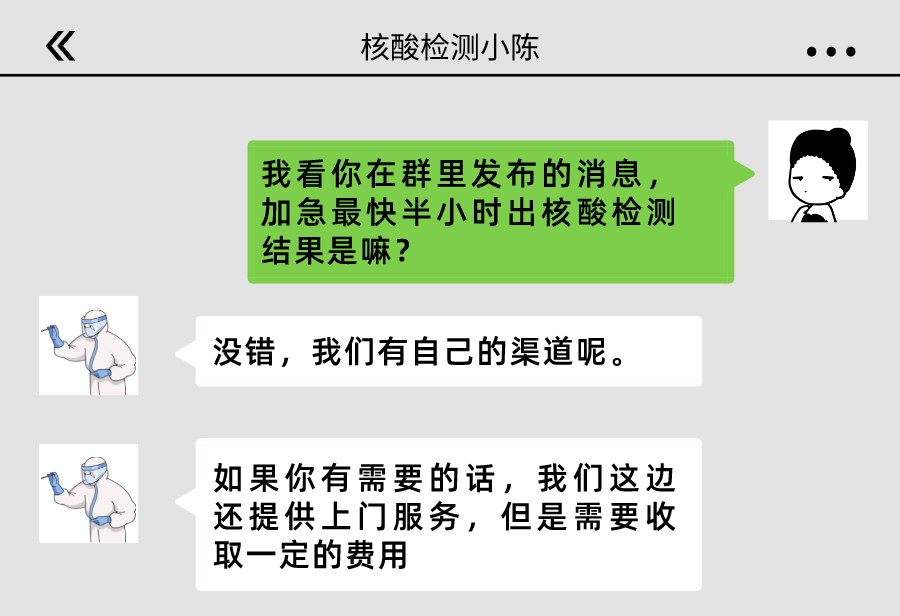 核酸检测小陈
我看你在群里发布的消息，
加急最快半小时出核酸检测
结果是嘛？
没错，我们有自己的渠道呢。
如果你有需要的话，我们这边
还提供上门服务，但是需要收
取一定的费用